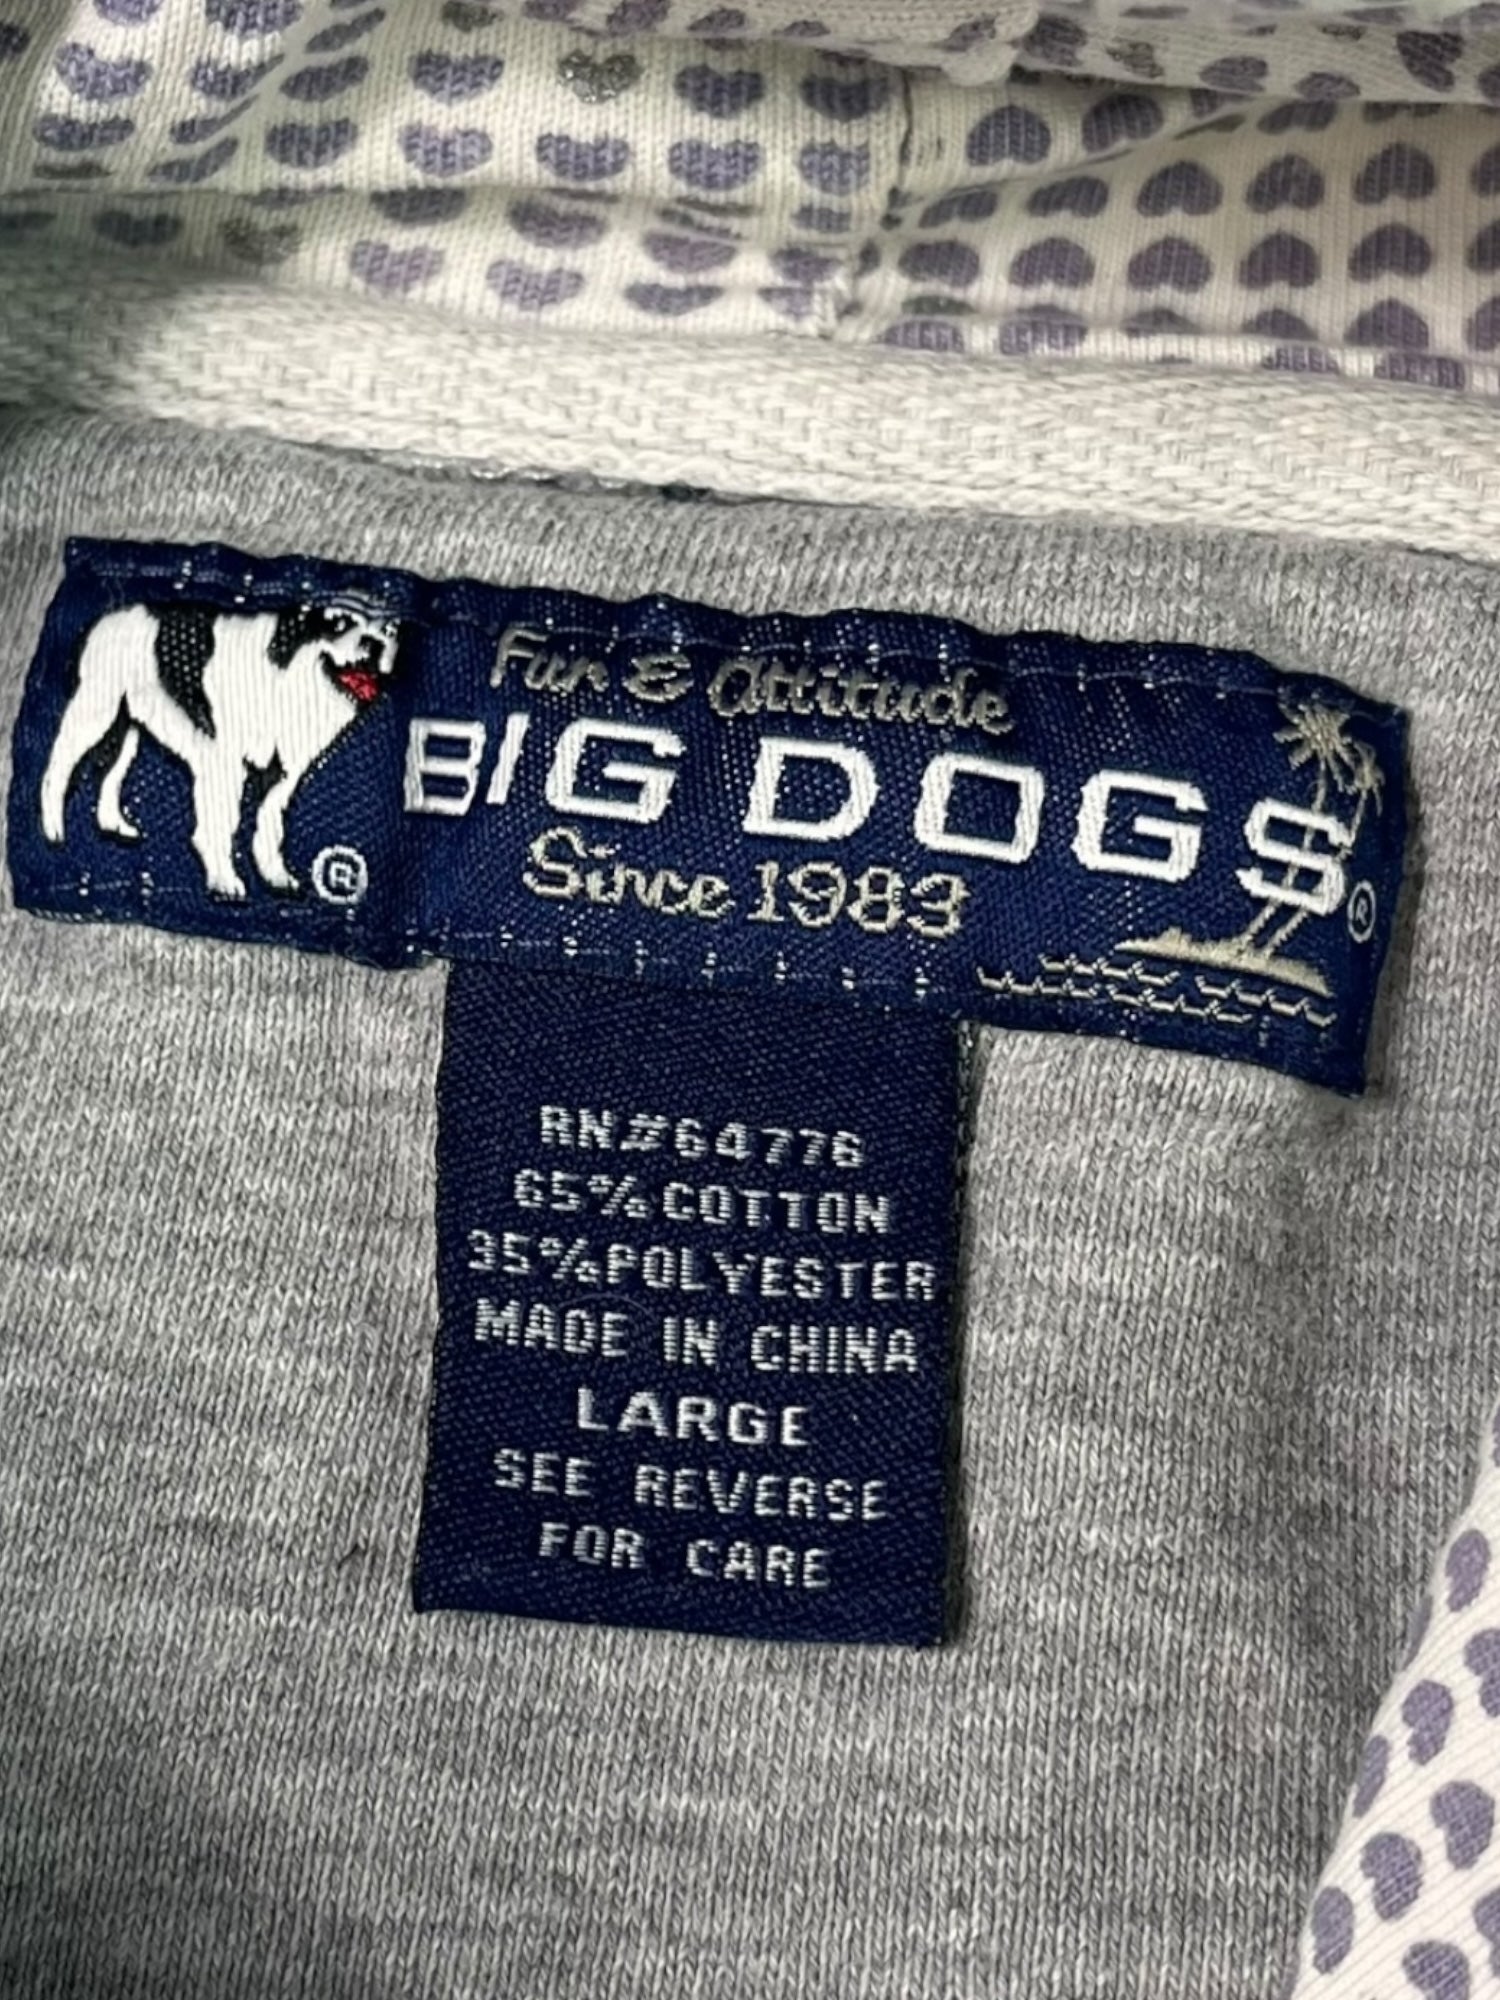 Fun & Attitude
BIG DOGS®
Since 1983
®
RN#64776
65% COTTON
35% POLYESTER
MADE IN CHINA
LARGE
SEE REVERSE
FOR CARE